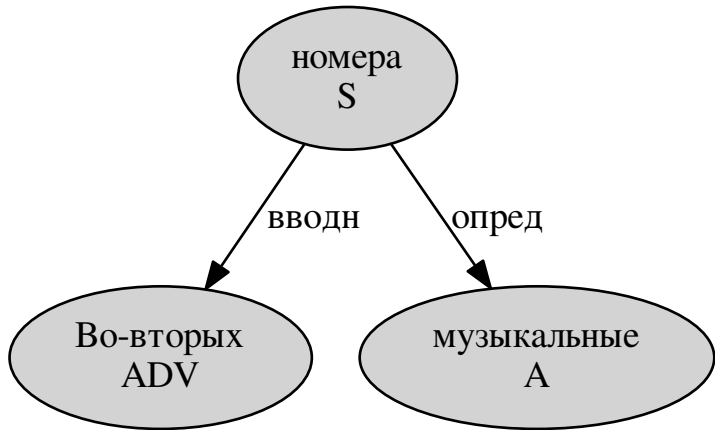 номера
S
вводн
опред
Во-вторых
ADV
музыкальные
A